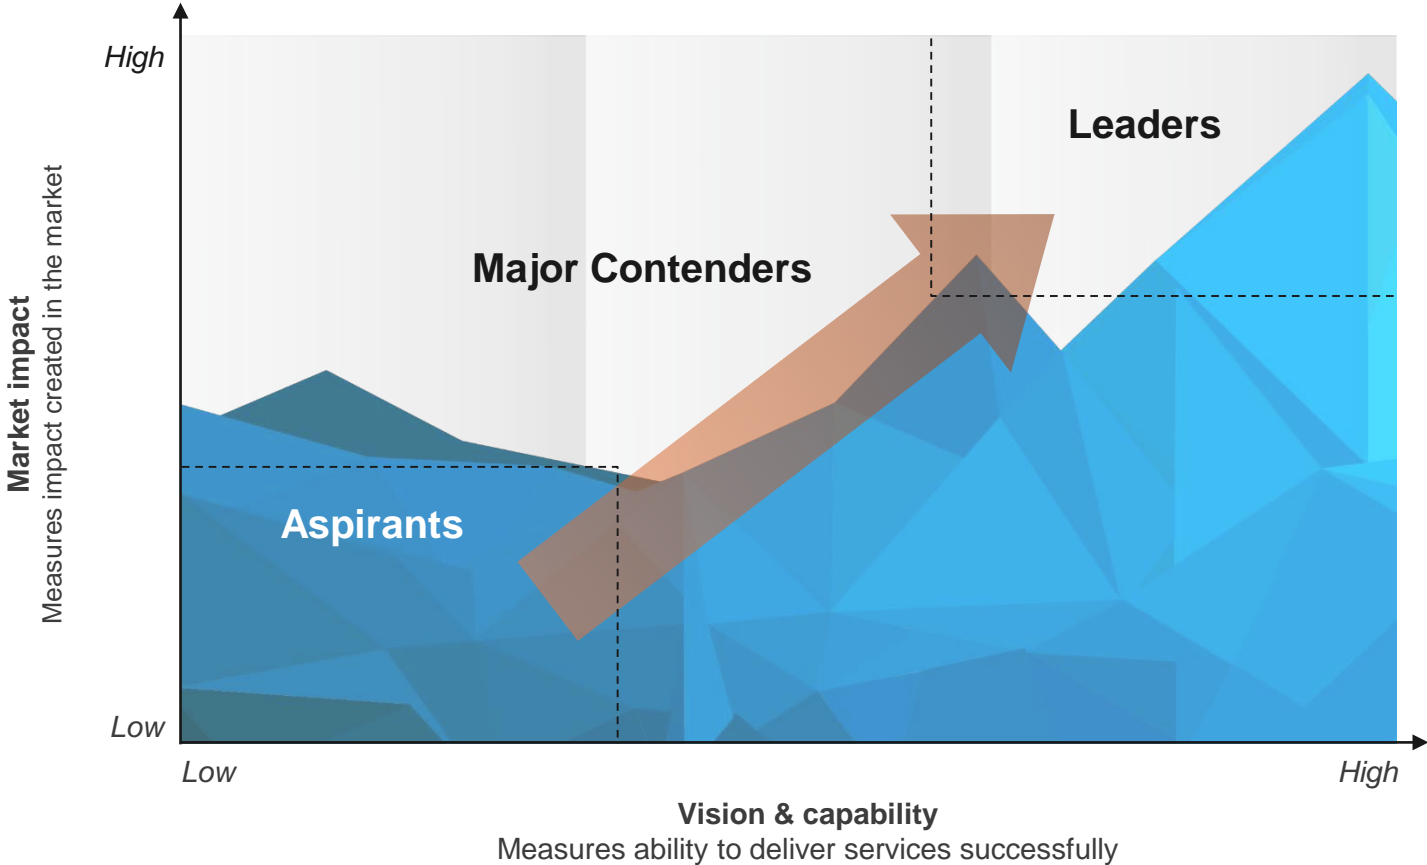 High
Leaders
Major Contenders
Market impact
Measures impact created in the market
Aspirants
Low
Low
High
Vision & capability
Measures ability to deliver services successfully